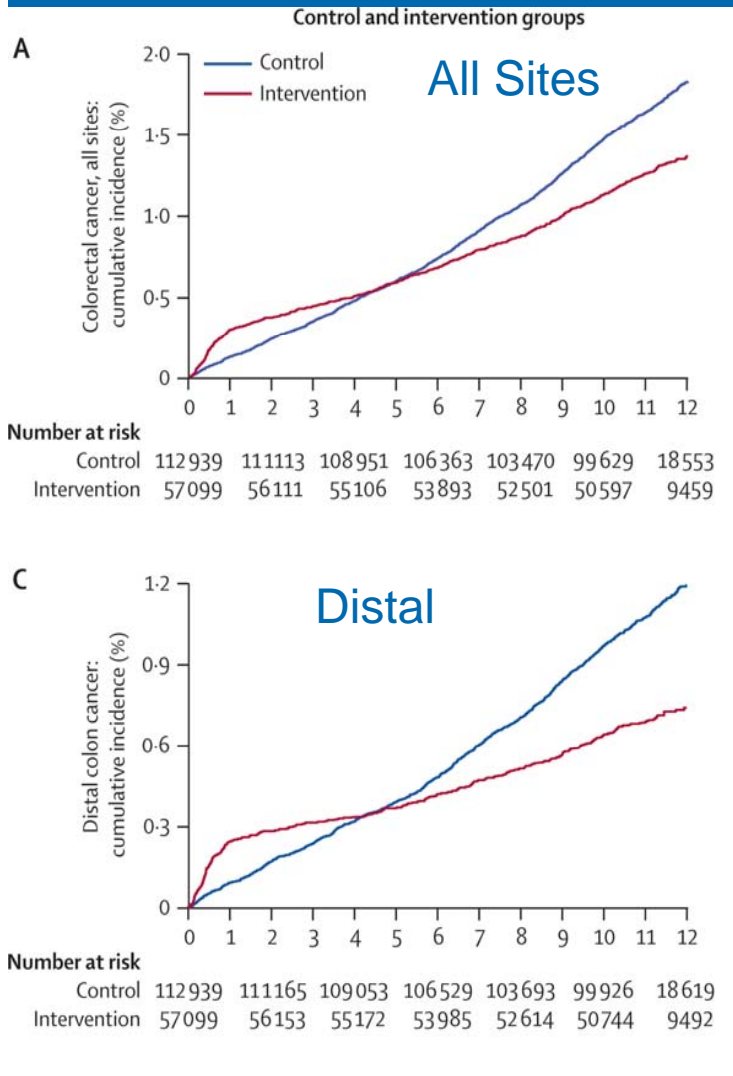 Control and intervention groups
A
All Sites
Control
Intervention
Colorectal cancer, all sites:
cumulative incidence (%)
2·0
1·5
1·0
0·5
0
0 1 2 3 4 5 6 7 8 9 10 11 12
Number at risk
Control 112939 111113 108951 106363 103470 99629 18553
Intervention 57099 56111 55106 53893 52501 50597 9459
C
Distal
Distal colon cancer:
cumulative incidence (%)
1·2
0·9
0·6
0·3
0
0 1 2 3 4 5 6 7 8 9 10 11 12
Number at risk
Control 112939 111165 109053 106529 103693 99926 18619
Intervention 57099 56153 55172 53985 52614 50744 9492